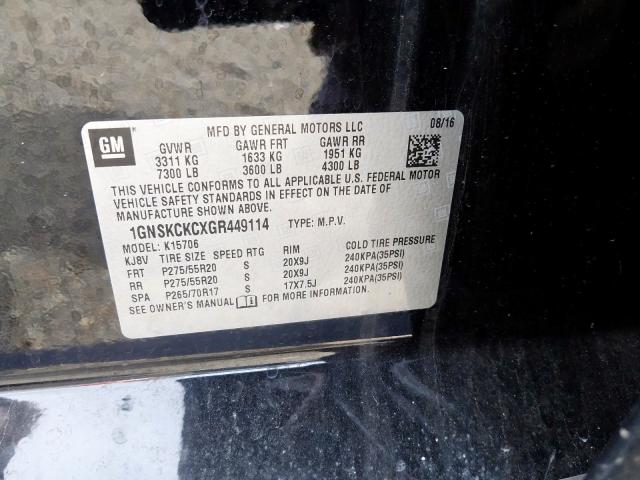 GM
MFD BY GENERAL MOTORS LLC 08/16
GVWR GAWR FRT GAWR RR
3311 KG 1633 KG 1951 KG
7300 LB 3600 LB 4300 LB
THIS VEHICLE CONFORMS TO ALL APPLICABLE U.S. FEDERAL MOTOR
VEHICLE SAFETY STANDARDS IN EFFECT ON THE DATE OF
MANUFACTURE SHOWN ABOVE.
1GNSKCKCXGR449114 TYPE: M.P.V.
MODEL: K15706
KJ8V TIRE SIZE SPEED RTG RIM COLD TIRE PRESSURE
FRT P275/55R20 S 20X9J 240KPA(35PSI)
RR P275/55R20 S 20X9J 240KPA(35PSI)
SPA P265/70R17 S 17X7.5J 240KPA(35PSI)
SEE OWNER'S MANUAL FOR MORE INFORMATION.